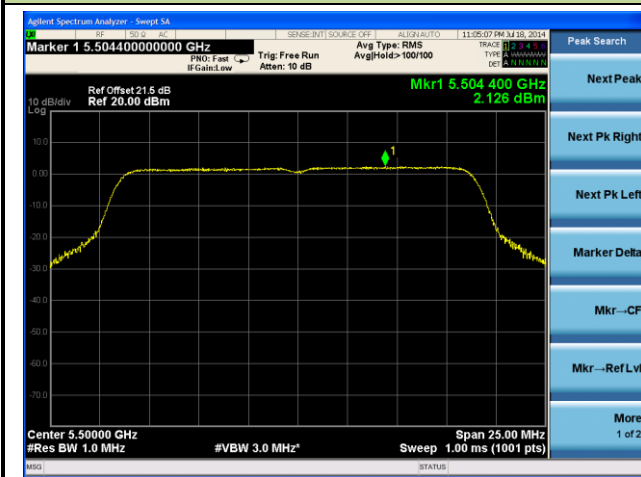 Agilent Spectrum Analyzer - Swept SA
RF 50 Ω AC SENSE:INT SOURCE OFF ALIGN AUTO 11:05:07 PM Jul 18, 2014
Marker 1 5.504400000000 GHz
PNO: Fast
IFGain:Low
Trig: Free Run
Atten: 10 dB
Avg Type: RMS
Avg|Hold:>100/100
TRACE 1 2 3 4 5 6
TYPE A WWWWW
DET A N N N N N
Peak Search
Ref Offset 21.5 dB
Ref 20.00 dBm
10 dB/div
Log
Mkr1 5.504 400 GHz
2.126 dBm
Next Peak
10.0
1
Next Pk Right
0.00
-10.0
Next Pk Left
-20.0
Marker Delta
-30.0
-40.0
Mkr→CF
-50.0
Mkr→Ref Lvl
-60.0
-70.0
More
1 of 2
Center 5.50000 GHz
Span 25.00 MHz
#Res BW 1.0 MHz
#VBW 3.0 MHz*
Sweep 1.00 ms (1001 pts)
MSG
STATUS